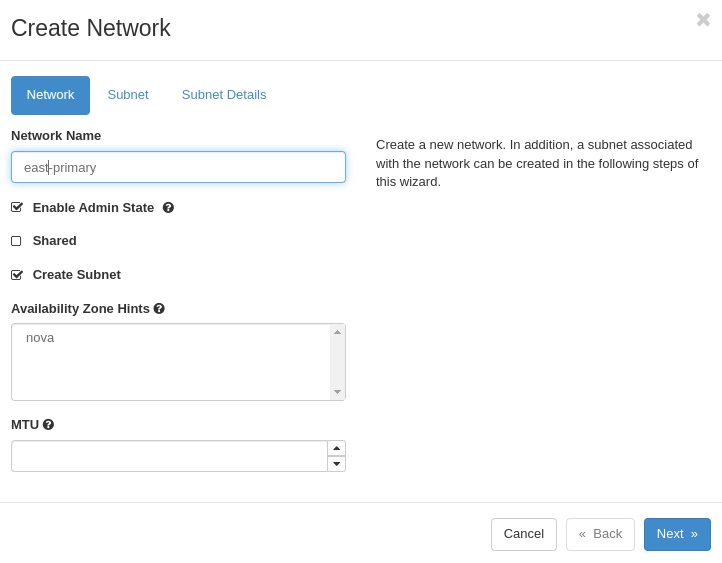 Create Network
Network Subnet Subnet Details
Network Name
east-primary
Enable Admin State
Shared
Create Subnet
Availability Zone Hints
nova
MTU
Create a new network. In addition, a subnet associated
with the network can be created in the following steps of
this wizard.
Cancel « Back Next »